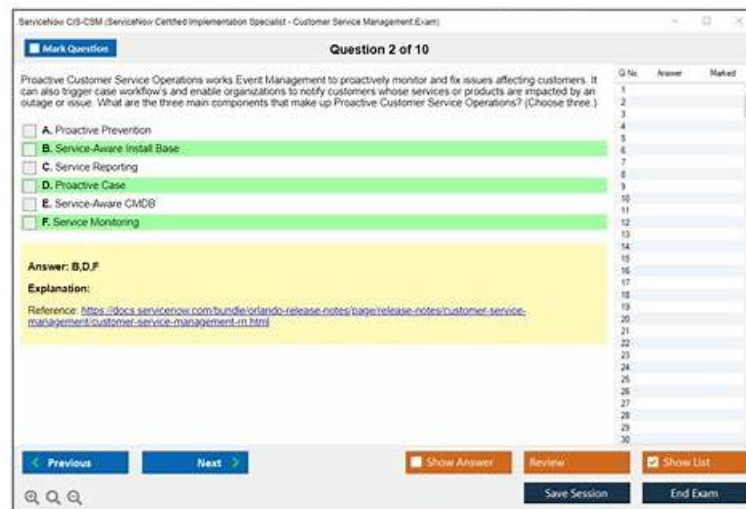 ServiceNow CIS-CSM (ServiceNow Certified Implementation Specialist - Customer Service Management Exam)
Mark Question
Question 2 of 10
Proactive Customer Service Operations works Event Management to proactively monitor and fix issues affecting customers. It
can also trigger case workflow's and enable organizations to notify customers whose services or products are impacted by an
outage or issue. What are the three main components that make up Proactive Customer Service Operations? (Choose three.)
A. Proactive Prevention
B. Service-Aware Install Base
C. Service Reporting
D. Proactive Case
E. Service-Aware CMDB
F. Service Monitoring
Answer: B,D,F
Explanation:
Reference: https://docs.servicenow.com/bundle/orlando-release-notes/page/release-notes/customer-service-
management/customer-service-management-rn.html
Q.No. Answer Marked
1
2
3
4
5
6
7
8
9
10
11
12
13
14
15
16
17
18
19
20
21
22
23
24
25
26
27
28
29
30
Previous
Next
Show Answer
Review
Show List
Save Session
End Exam